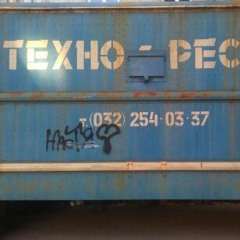 ТЕХНО - РЕС
т.(032) 254-03-37
Настя